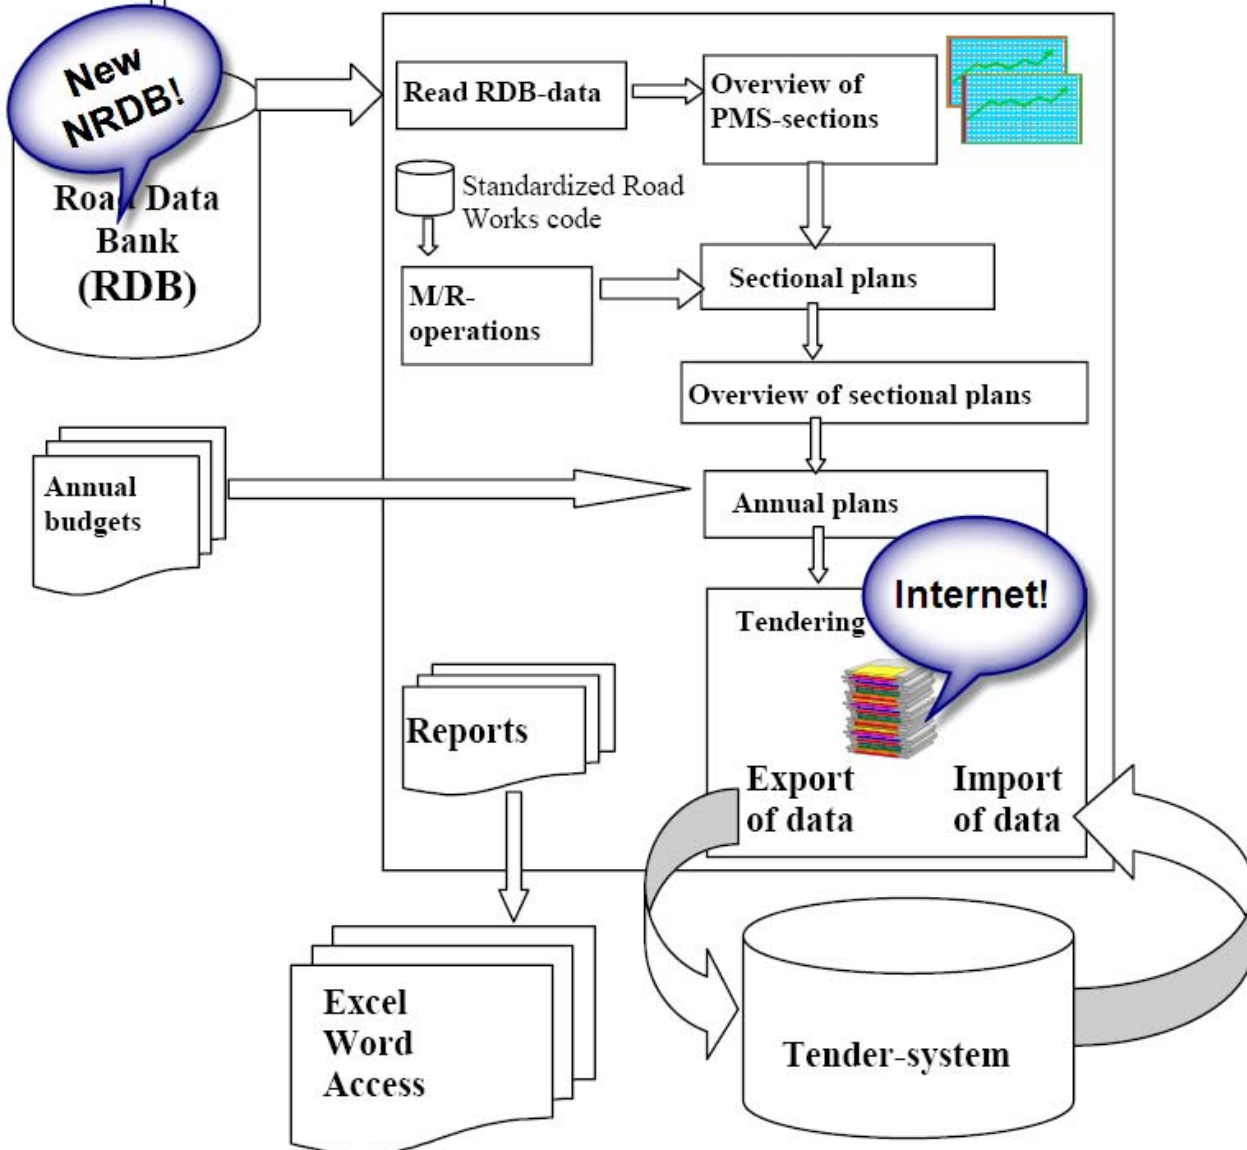 New
NRDB!
Road Data
Bank
(RDB)
Read RDB-data
Overview of
PMS-sections
Standardized Road
Works code
M/R-
operations
Sectional plans
Overview of sectional plans
Annual
budgets
Annual plans
Internet!
Tendering
Reports
Export
of data
Import
of data
Excel
Word
Access
Tender-system